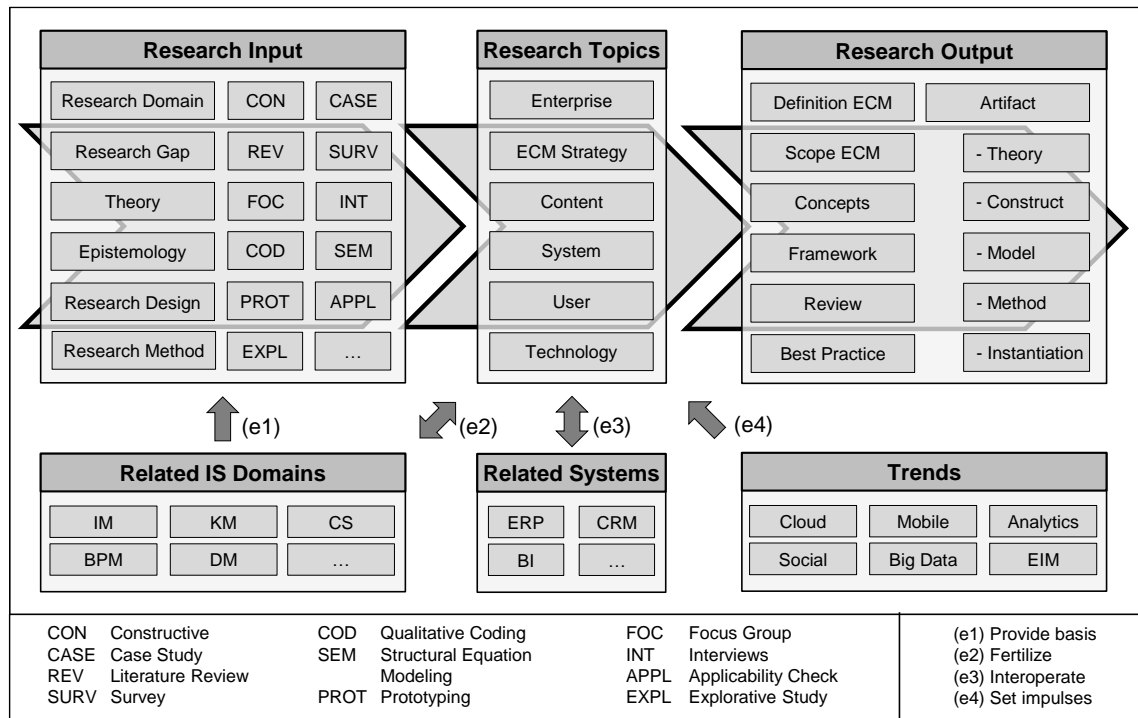 Research Input
Research Domain CON CASE
Research Gap REV SURV
Theory FOC INT
Epistemology COD SEM
Research Design PROT APPL
Research Method EXPL …
Research Topics
Enterprise
ECM Strategy
Content
System
User
Technology
Research Output
Definition ECM Artifact
Scope ECM - Theory
Concepts - Construct
Framework - Model
Review - Method
Best Practice - Instantiation
(e1) (e2) (e3) (e4)
Related IS Domains
IM KM CS
BPM DM …
Related Systems
ERP CRM
BI …
Trends
Cloud Mobile Analytics
Social Big Data EIM
CON Constructive
CASE Case Study
REV Literature Review
SURV Survey
COD Qualitative Coding
SEM Structural Equation
Modeling
PROT Prototyping
FOC Focus Group
INT Interviews
APPL Applicability Check
EXPL Explorative Study
(e1) Provide basis
(e2) Fertilize
(e3) Interoperate
(e4) Set impulses